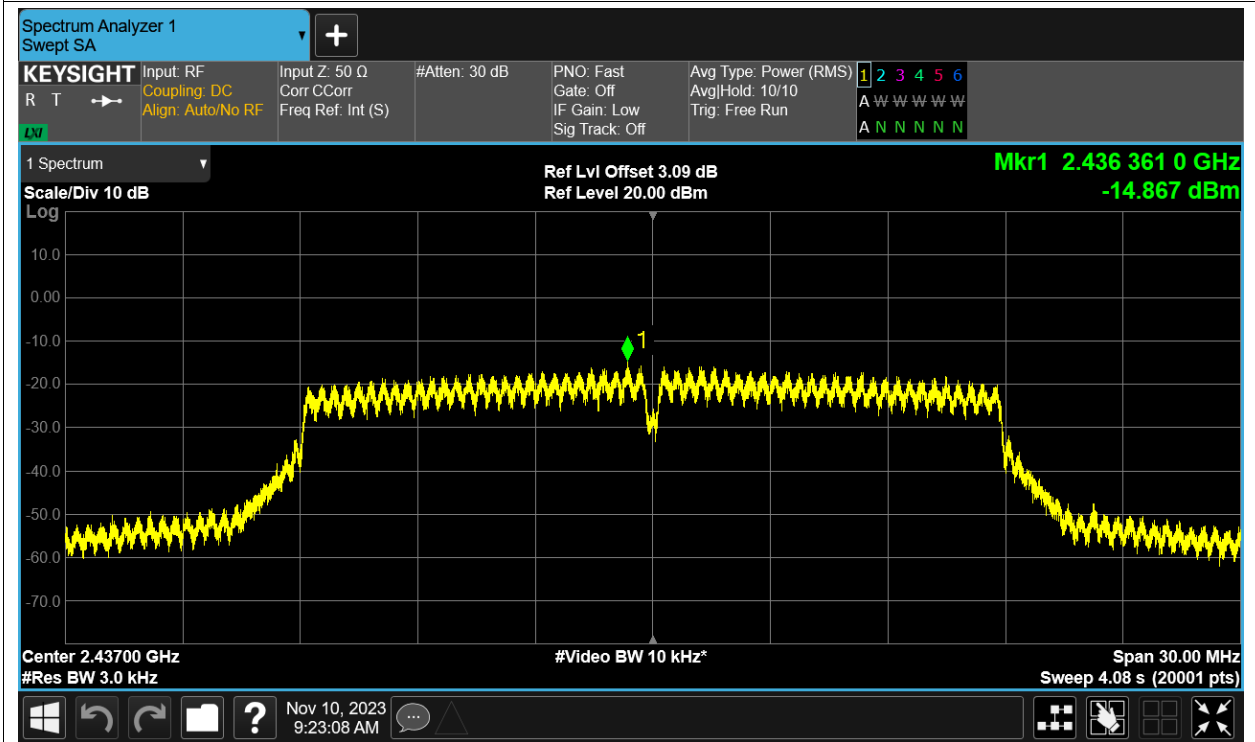 Spectrum Analyzer 1
Swept SA
+
KEYSIGHT
R T
LXI
Input: RF
Coupling: DC
Align: Auto/No RF
Input Z: 50 Ω
Corr CCorr
Freq Ref: Int (S)
#Atten: 30 dB
PNO: Fast
Gate: Off
IF Gain: Low
Sig Track: Off
Avg Type: Power (RMS)
Avg|Hold: 10/10
Trig: Free Run
1 2 3 4 5 6
A W W W W W
A N N N N N
1 Spectrum
Scale/Div 10 dB
Log
Ref Lvl Offset 3.09 dB
Ref Level 20.00 dBm
Mkr1 2.436 361 0 GHz
-14.867 dBm
10.0
0.00
-10.0
-20.0
-30.0
-40.0
-50.0
-60.0
-70.0
1
Center 2.43700 GHz
#Res BW 3.0 kHz
#Video BW 10 kHz*
Span 30.00 MHz
Sweep 4.08 s (20001 pts)
?
Nov 10, 2023
9:23:08 AM